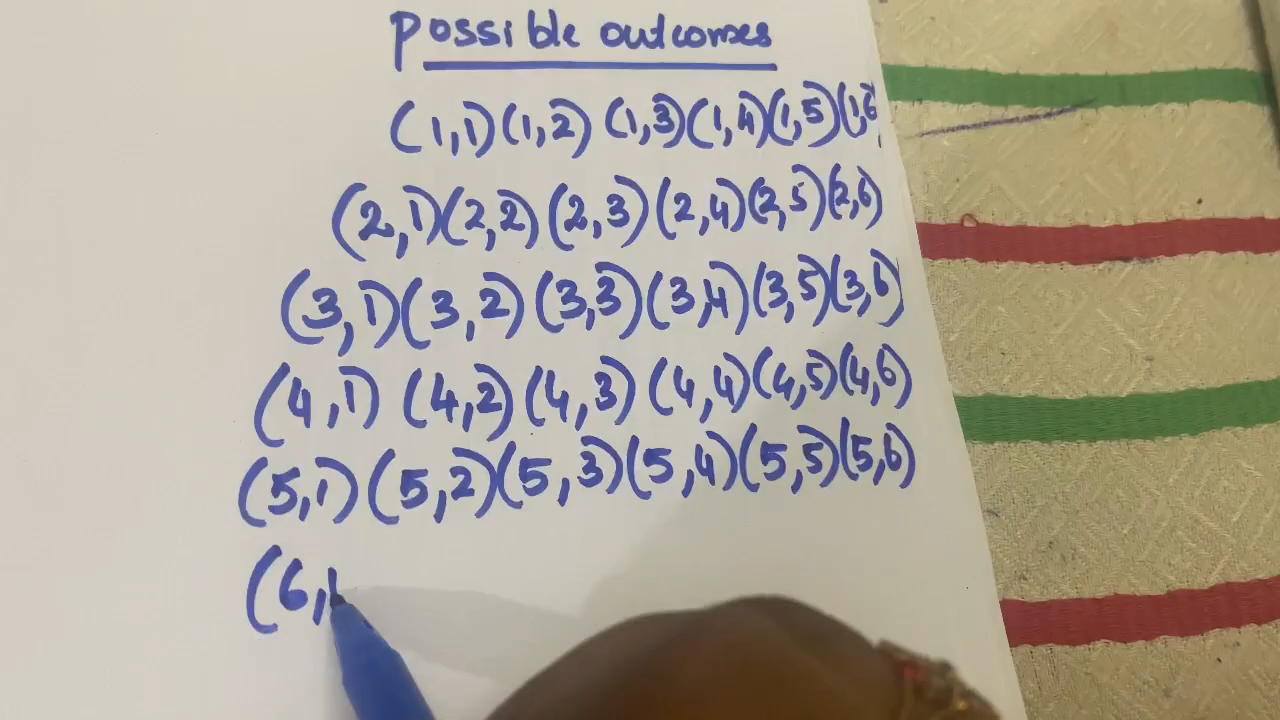 possible outcomes
(1,1) (1,2) (1,3) (1,4) (1,5) (1,6
(2,1) (2,2) (2,3) (2,4) (2,5) (2,6)
(3,1) (3,2) (3,3) (3,4) (3,5) (3,6)
(4,1) (4,2) (4,3) (4,4) (4,5) (4,6)
(5,1) (5,2) (5,3) (5,4) (5,5) (5,6)
(6,1